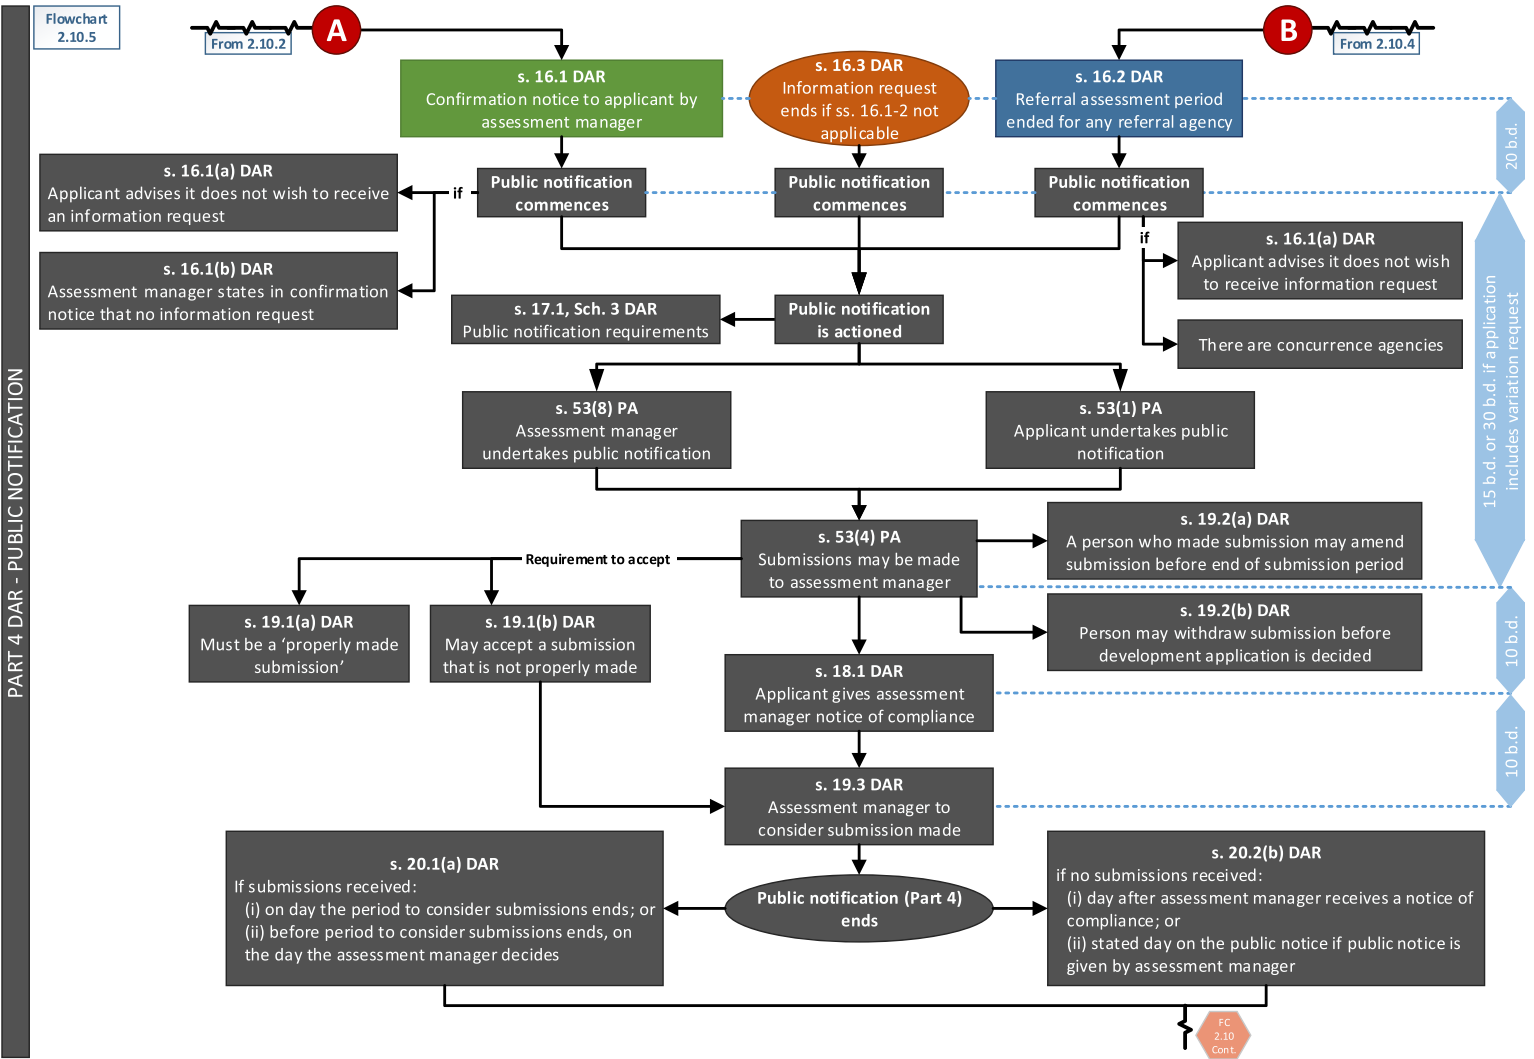 Flowchart
2.10.5
From 2.10.2
A
B
From 2.10.4
PART 4 DAR - PUBLIC NOTIFICATION
s. 16.1 DAR
Confirmation notice to applicant by
assessment manager
s. 16.3 DAR
Information request
ends if ss. 16.1-2 not
applicable
s. 16.2 DAR
Referral assessment period
ended for any referral agency
20 b.d.
s. 16.1(a) DAR
Applicant advises it does not wish to receive
an information request
if
Public notification
commences
Public notification
commences
Public notification
commences
if
s. 16.1(b) DAR
Assessment manager states in confirmation
notice that no information request
s. 16.1(a) DAR
Applicant advises it does not wish
to receive information request
There are concurrence agencies
s. 17.1, Sch. 3 DAR
Public notification requirements
Public notification
is actioned
15 b.d. or 30 b.d. if application
includes variation request
s. 53(8) PA
Assessment manager
undertakes public notification
s. 53(1) PA
Applicant undertakes public
notification
s. 53(4) PA
Submissions may be made
to assessment manager
s. 19.2(a) DAR
A person who made submission may amend
submission before end of submission period
Requirement to accept
s. 19.1(a) DAR
Must be a ‘properly made
submission’
s. 19.1(b) DAR
May accept a submission
that is not properly made
s. 19.2(b) DAR
Person may withdraw submission before
development application is decided
10 b.d.
s. 18.1 DAR
Applicant gives assessment
manager notice of compliance
10 b.d.
s. 19.3 DAR
Assessment manager to
consider submission made
s. 20.1(a) DAR
If submissions received:
(i) on day the period to consider submissions ends; or
(ii) before period to consider submissions ends, on
the day the assessment manager decides
Public notification (Part 4)
ends
s. 20.2(b) DAR
if no submissions received:
(i) day after assessment manager receives a notice of
compliance; or
(ii) stated day on the public notice if public notice is
given by assessment manager
FC
2.10
Cont.